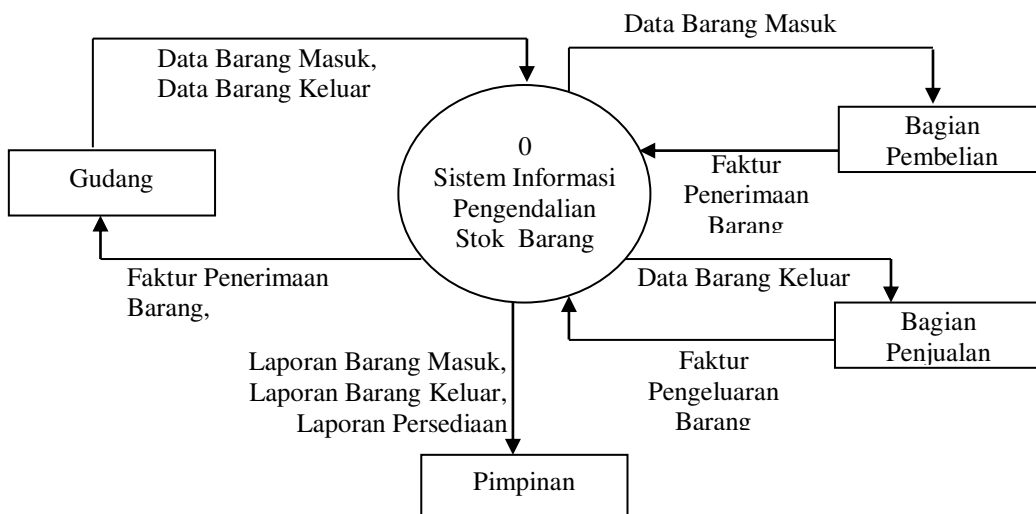 Data Barang Masuk,
Data Barang Keluar
Data Barang Masuk
Gudang
0
Sistem Informasi
Pengendalian
Stok Barang
Bagian
Pembelian
Faktur
Penerimaan
Barang
Faktur Penerimaan
Barang,
Data Barang Keluar
Bagian
Penjualan
Faktur
Pengeluaran
Barang
Laporan Barang Masuk,
Laporan Barang Keluar,
Laporan Persediaan
Pimpinan